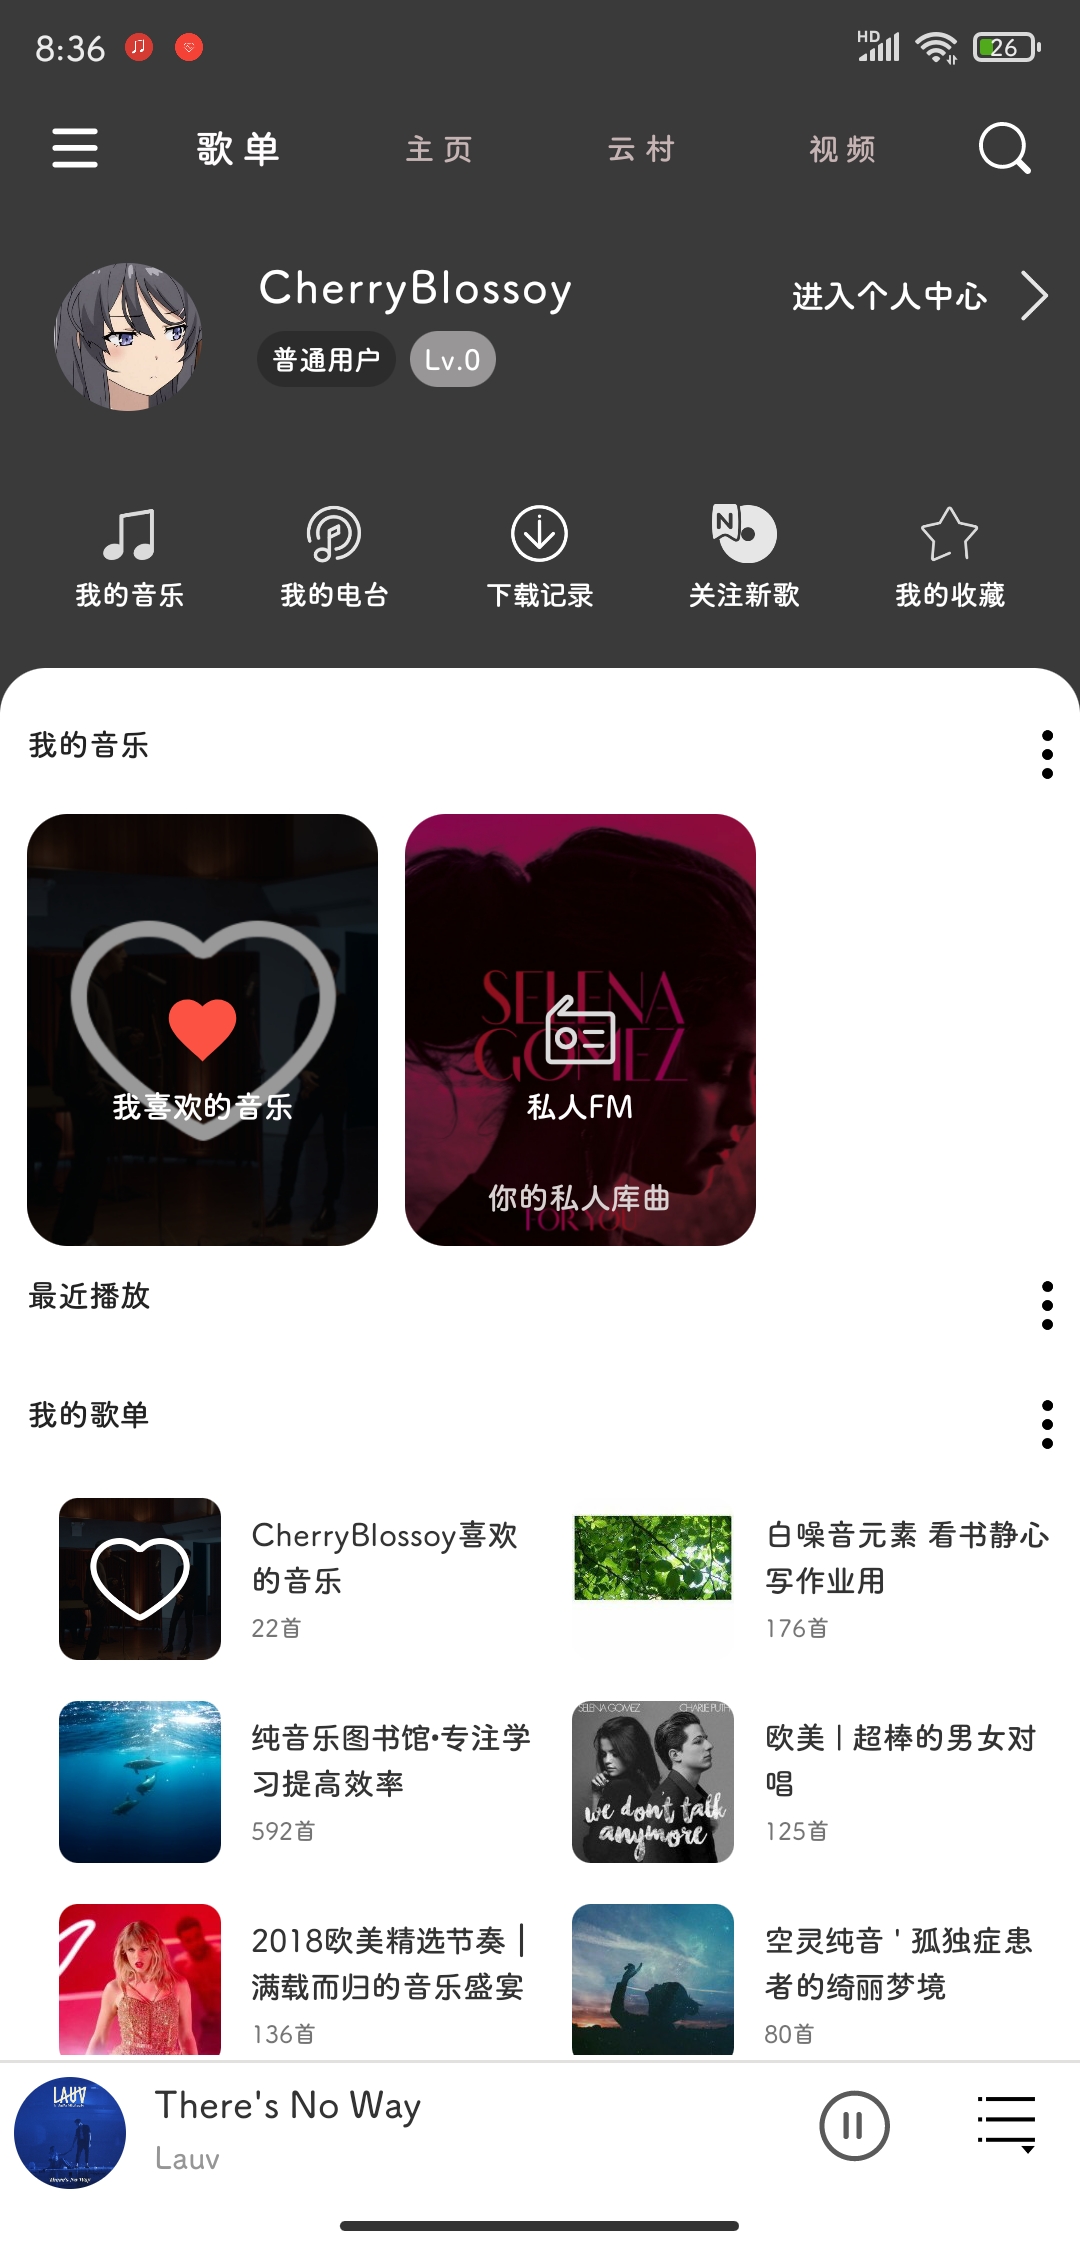 8:36
HD
26
歌单
主页
云村
视频
CherryBlossoy
进入个人中心
普通用户
Lv.0
N
我的音乐
我的电台
下载记录
关注新歌
我的收藏
我的音乐
SELENA
GOMEZ
我喜欢的音乐
私人FM
你的私人库曲
FOR YOU
最近播放
我的歌单
CherryBlossoy喜欢
的音乐
22首
白噪音元素 看书静心
写作业用
176首
纯音乐图书馆•专注学
习提高效率
592首
SELENA GOMEZ
CHARLIE PUTH
we don't talk
anymore
欧美 | 超棒的男女对
唱
125首
2018欧美精选节奏 |
满载而归的音乐盛宴
136首
空灵纯音 ' 孤独症患
者的绮丽梦境
80首
LAUV
There's No Way
There's No Way
Lauv